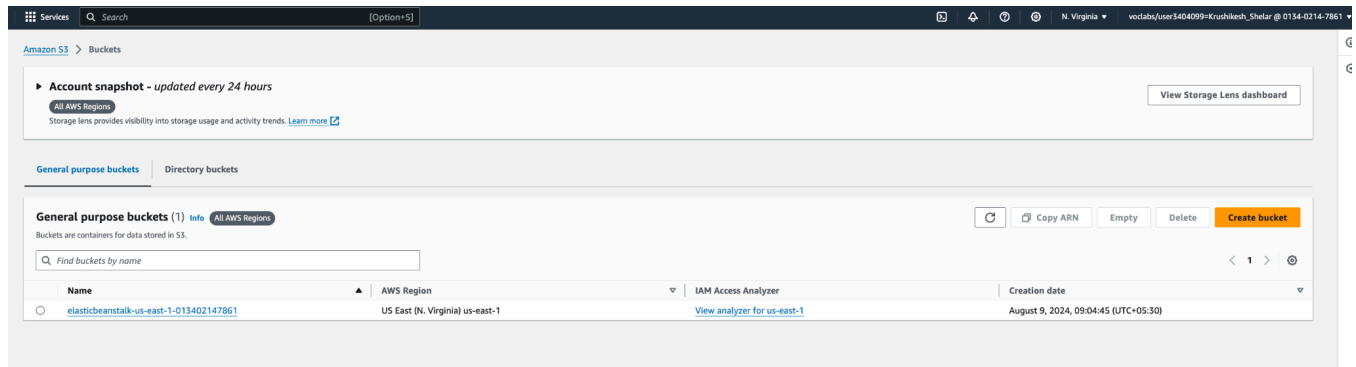 Services Search [Option+S] N. Virginia ▼ voclabs/user3404099=Krushikesh_Shelar @ 0134-0214-7861 ▼
Amazon S3 > Buckets
Account snapshot - updated every 24 hours
View Storage Lens dashboard
All AWS Regions
Storage lens provides visibility into storage usage and activity trends. Learn more
General purpose buckets Directory buckets
General purpose buckets (1) Info All AWS Regions
Copy ARN Empty Delete Create bucket
Buckets are containers for data stored in S3.
Find buckets by name
< 1 >
Name ▲ AWS Region ▽ IAM Access Analyzer Creation date ▽
elasticbeanstalk-us-east-1-013402147861 US East (N. Virginia) us-east-1 View analyzer for us-east-1 August 9, 2024, 09:04:45 (UTC+05:30)